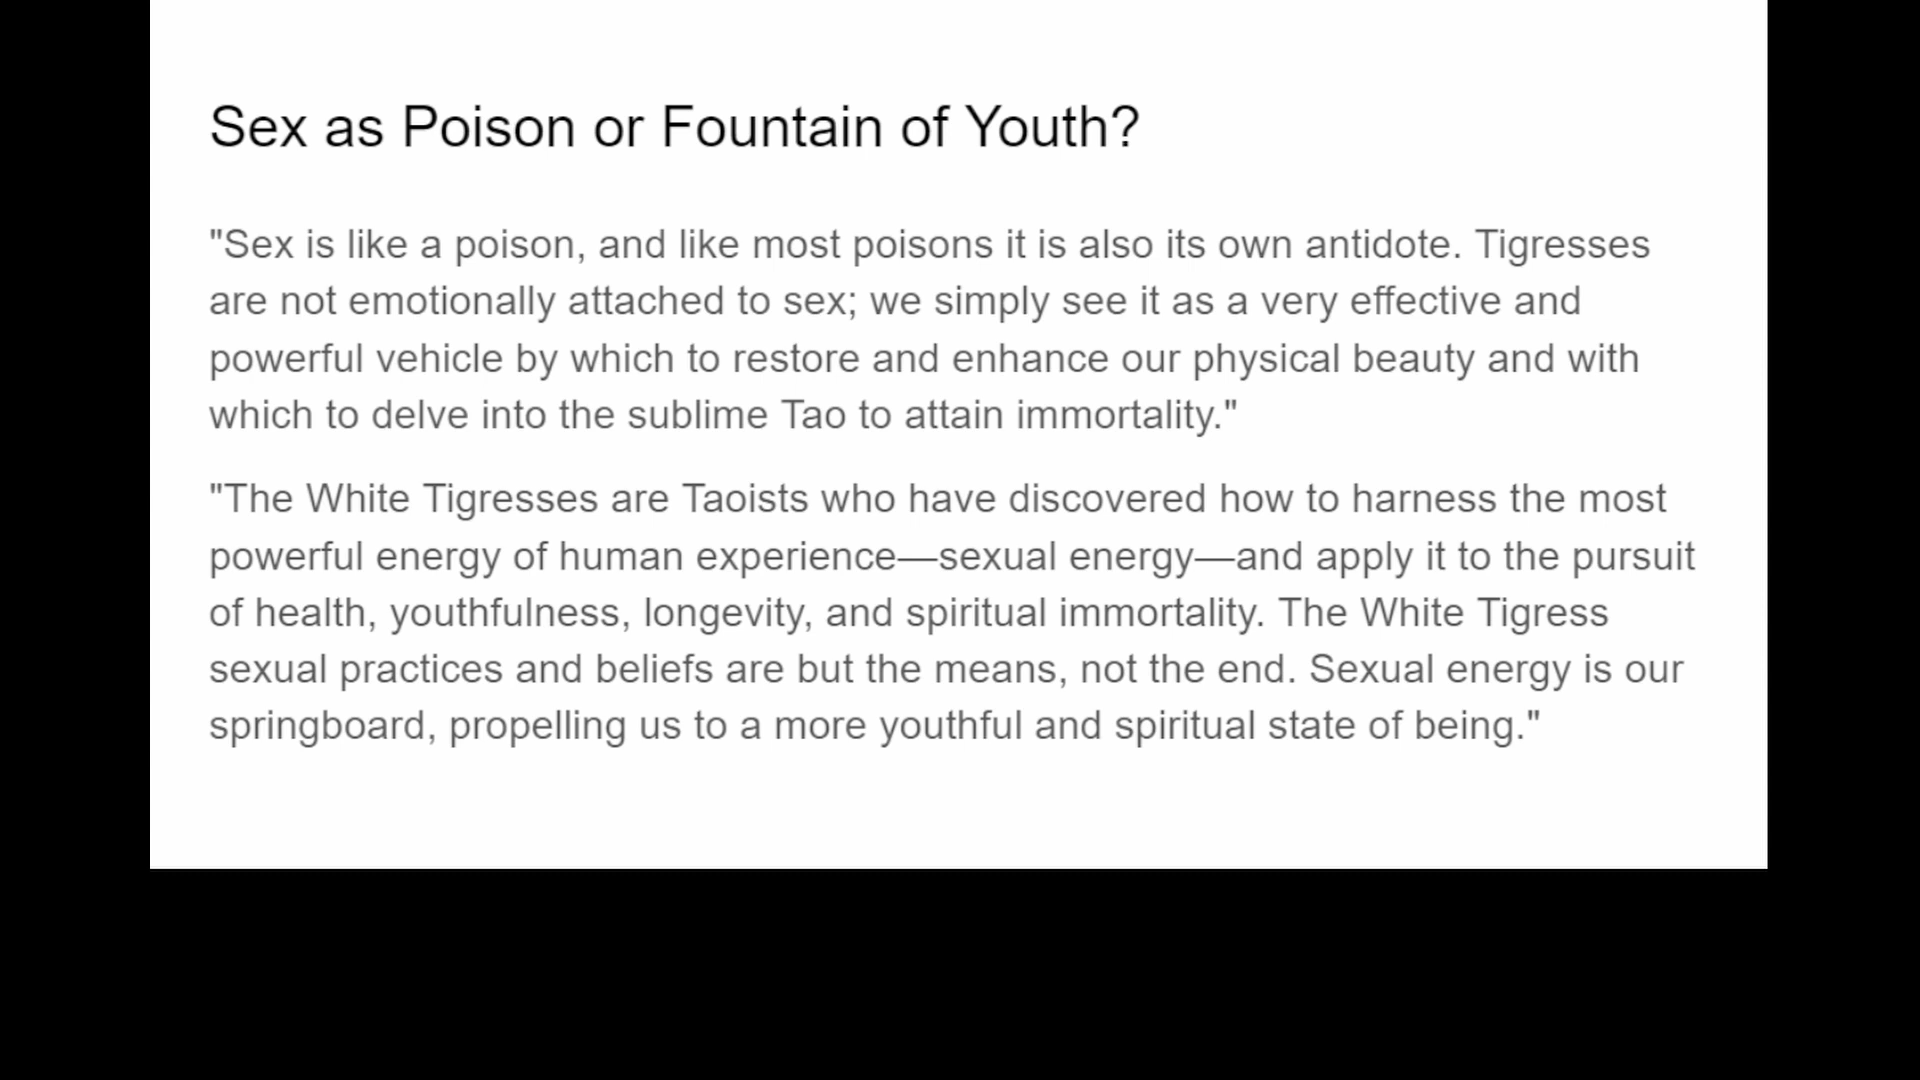 Sex as Poison or Fountain of Youth?
"Sex is like a poison, and like most poisons it is also its own antidote. Tigresses
are not emotionally attached to sex; we simply see it as a very effective and
powerful vehicle by which to restore and enhance our physical beauty and with
which to delve into the sublime Tao to attain immortality."
"The White Tigresses are Taoists who have discovered how to harness the most
powerful energy of human experience—sexual energy—and apply it to the pursuit
of health, youthfulness, longevity, and spiritual immortality. The White Tigress
sexual practices and beliefs are but the means, not the end. Sexual energy is our
springboard, propelling us to a more youthful and spiritual state of being."